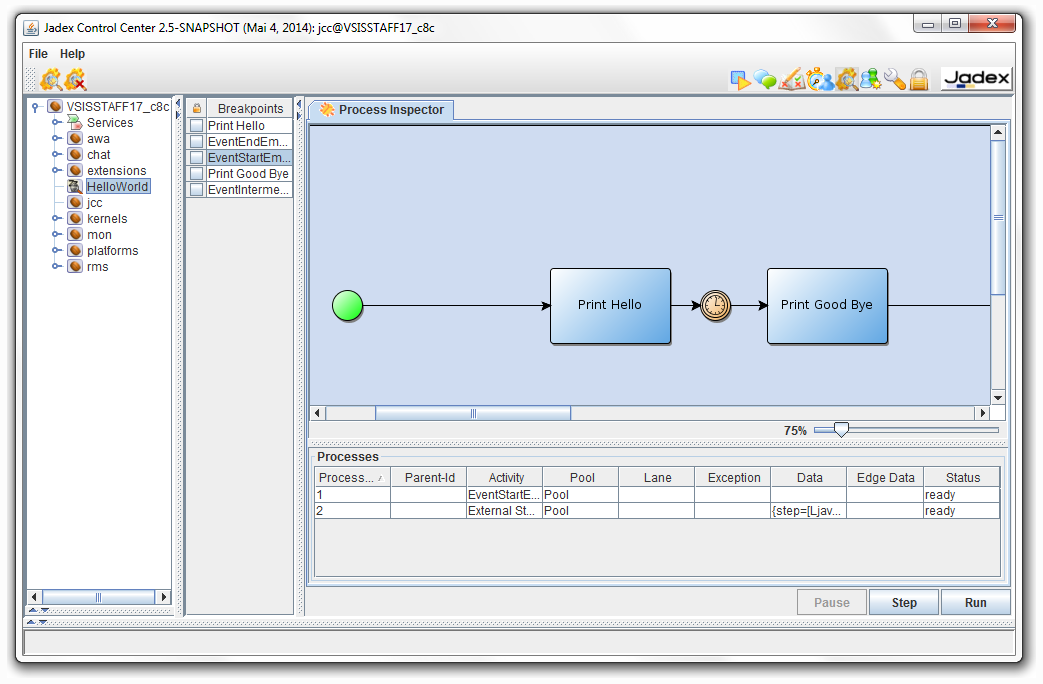 Jadex Control Center 2.5-SNAPSHOT (Mai 4, 2014): jcc@VSISSTAFF17_c8c
File Help
Jadex
VSISSTAFF17_c8c
Services
awa
chat
extensions
HelloWorld
jcc
kernels
mon
platforms
rms
Breakpoints
Print Hello
EventEndEm...
EventStartEm...
Print Good Bye
EventInterme...
Process Inspector
Print Hello
Print Good Bye
75%
Processes
Process... Parent-Id Activity Pool Lane Exception Data Edge Data Status
1 EventStartE... Pool ready
2 External St... Pool {step=[Ljav... ready
Pause Step Run